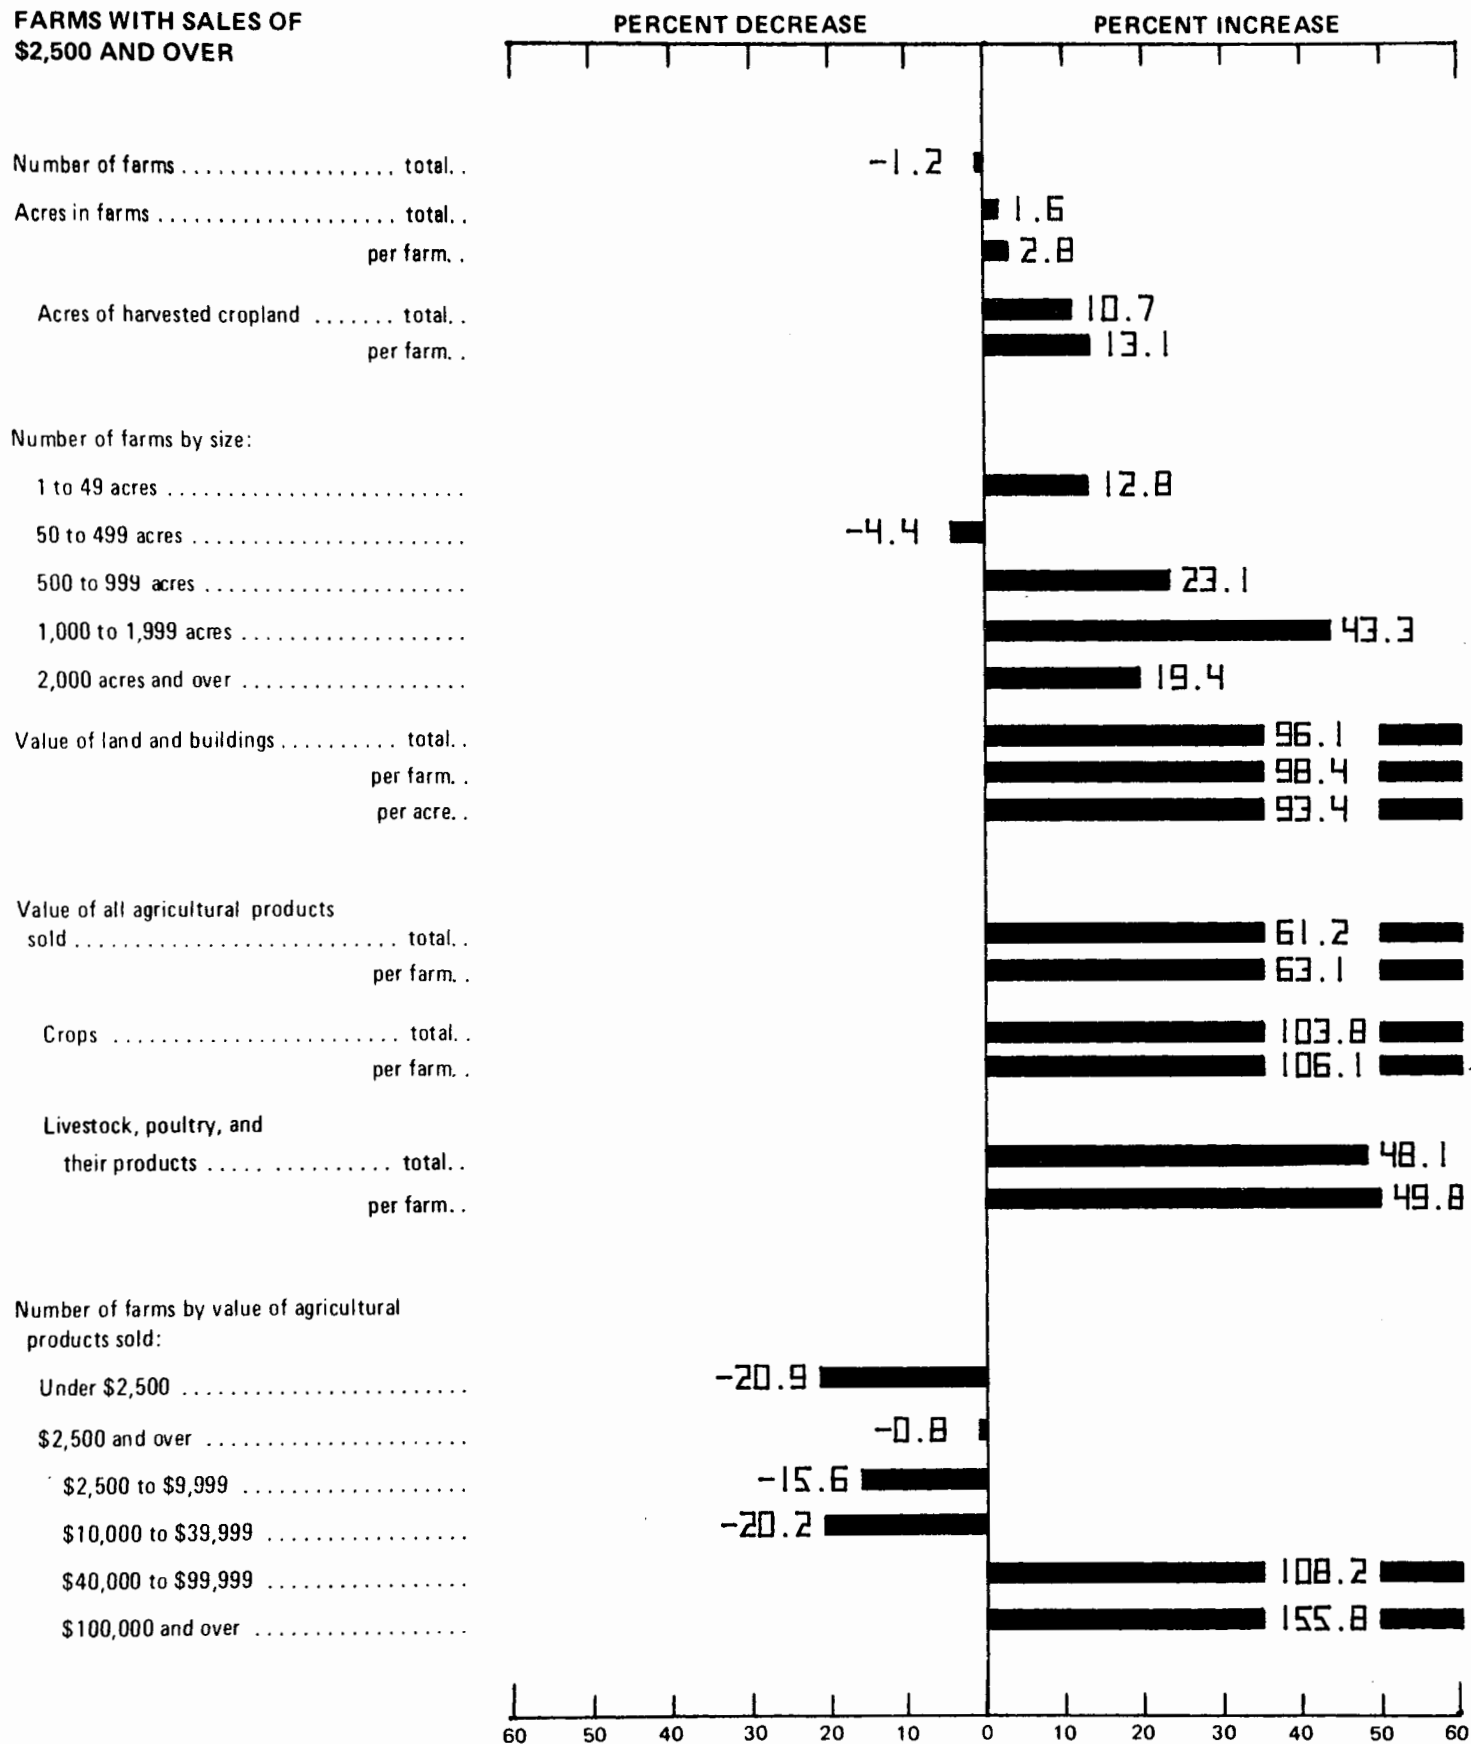 FARMS WITH SALES OF
$2,500 AND OVER
PERCENT DECREASE PERCENT INCREASE
Number of farms .................. total.. -1.2
Acres in farms .................... total.. 1.6
per farm.. 2.8
Acres of harvested cropland ....... total.. 10.7
per farm.. 13.1
Number of farms by size:
1 to 49 acres ......................... 12.8
50 to 499 acres ....................... -4.4
500 to 999 acres ...................... 23.1
1,000 to 1,999 acres ................... 43.3
2,000 acres and over ................... 19.4
Value of land and buildings .......... total.. 96.1
per farm.. 98.4
per acre.. 93.4
Value of all agricultural products
sold ........................... total.. 61.2
per farm.. 63.1
Crops ........................ total.. 103.8
per farm.. 106.1
Livestock, poultry, and
their products ..... ............ total.. 48.1
per farm.. 49.8
Number of farms by value of agricultural
products sold:
Under $2,500 ........................ -20.9
$2,500 and over ...................... -0.8
$2,500 to $9,999 ................... -15.6
$10,000 to $39,999 ................. -20.2
$40,000 to $99,999 ................. 108.2
$100,000 and over .................. 155.8
60 50 40 30 20 10 0 10 20 30 40 50 60